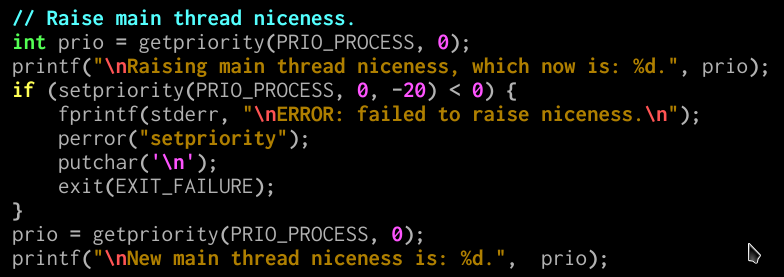 // Raise main thread niceness.
int prio = getpriority(PRIO_PROCESS, 0);
printf("\nRaising main thread niceness, which now is: %d.", prio);
if (setpriority(PRIO_PROCESS, 0, -20) < 0) {
    fprintf(stderr, "\nERROR: failed to raise niceness.\n");
    perror("setpriority");
    putchar('\n');
    exit(EXIT_FAILURE);
}
prio = getpriority(PRIO_PROCESS, 0);
printf("\nNew main thread niceness is: %d.",  prio);